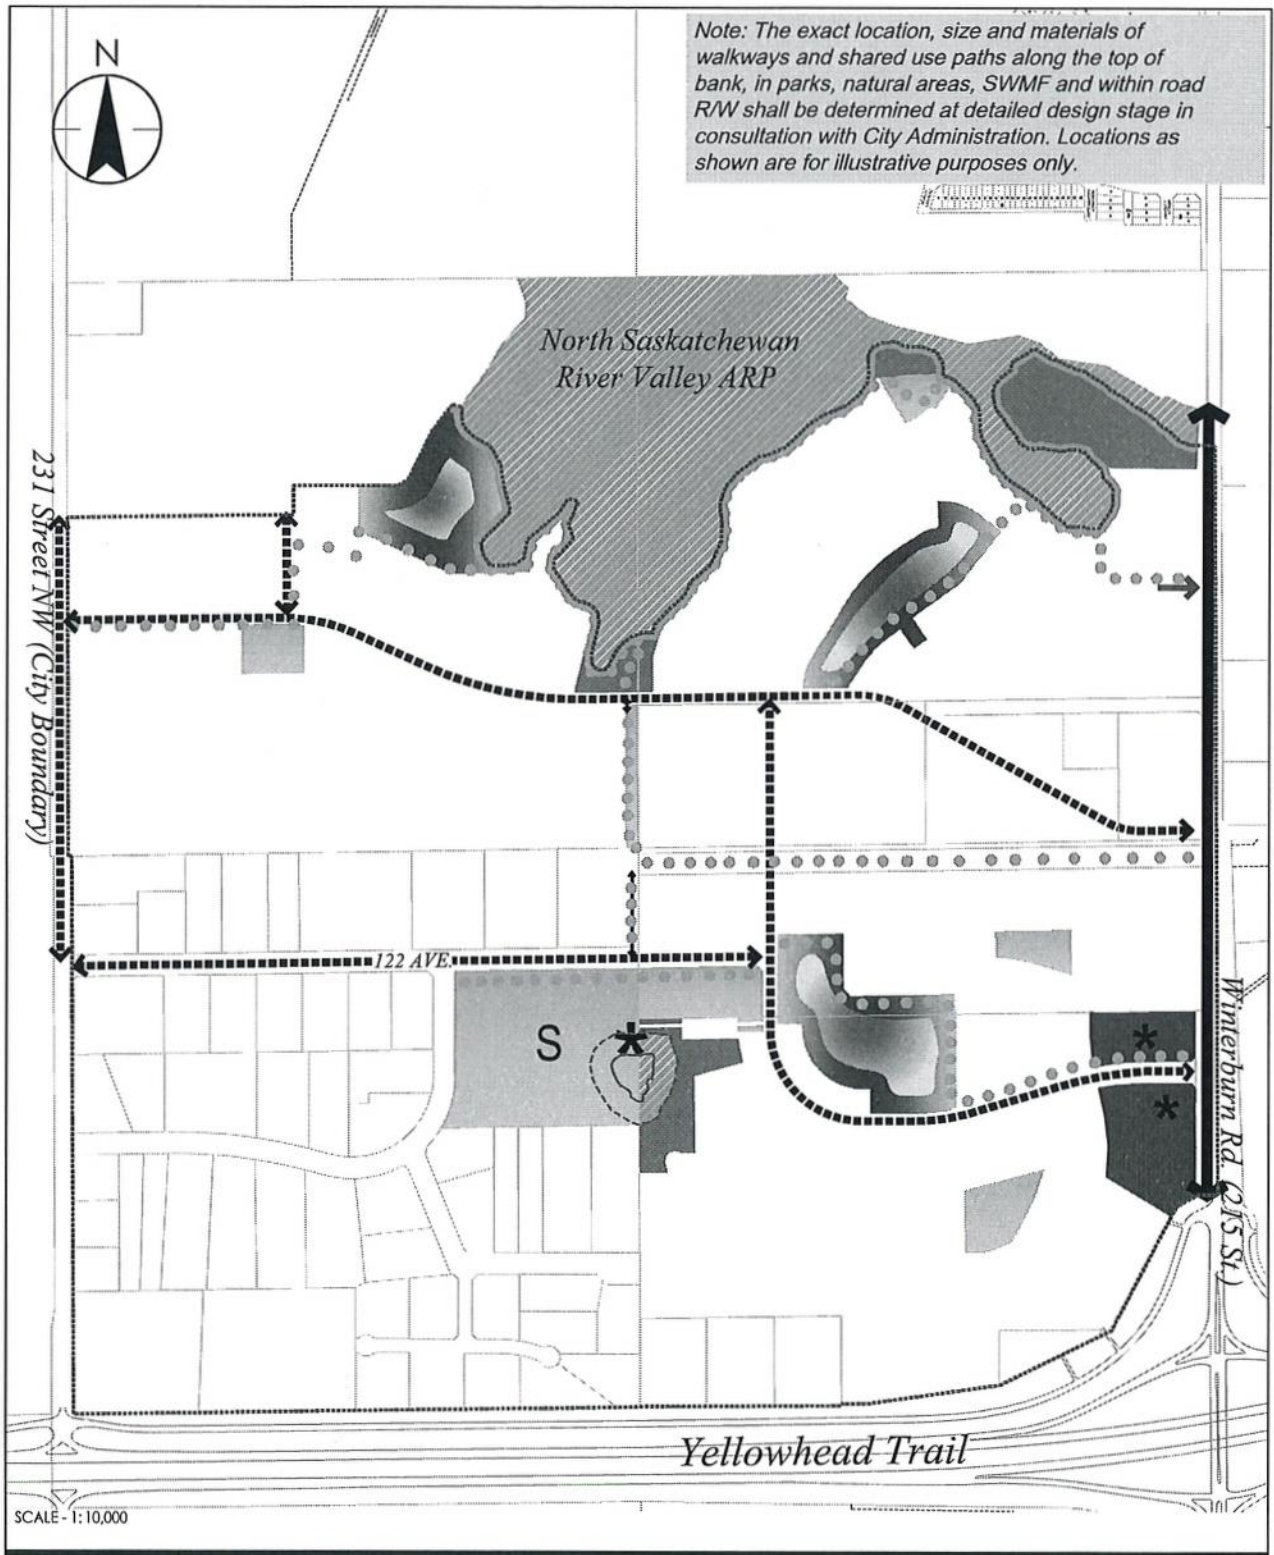 Note: The exact location, size and materials of
walkways and shared use paths along the top of
bank, in parks, natural areas, SWMF and within road
R/W shall be determined at detailed design stage in
consultation with City Administration. Locations as
shown are for illustrative purposes only.
N
North Saskatchewan
River Valley ARP
231 Street NW (City Boundary)
122 AVE.
S
Winterburn Rd. (215 St.)
Yellowhead Trail
SCALE - 1:10,000